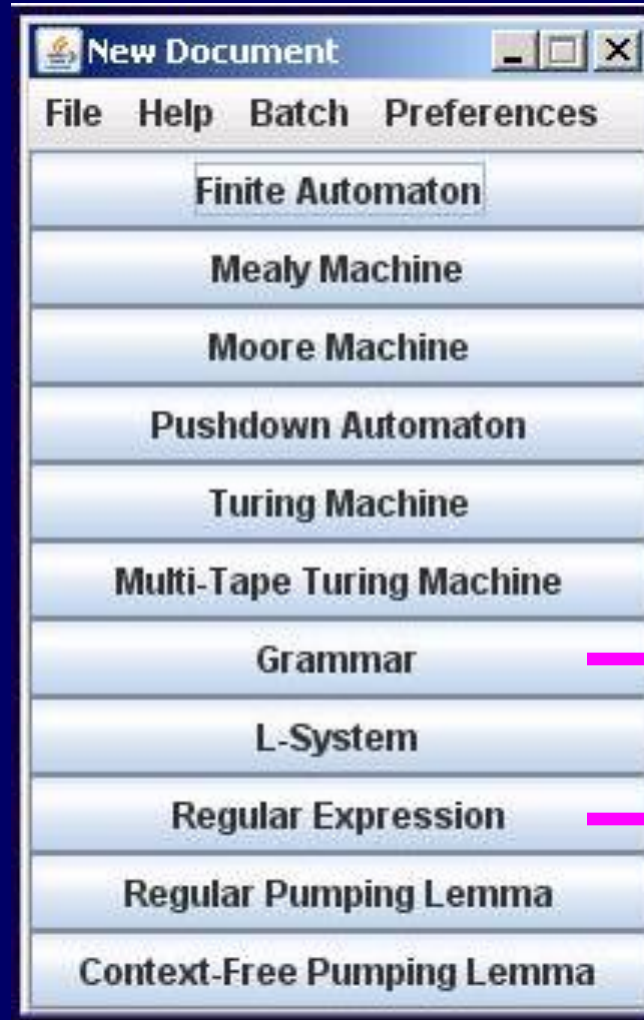 New Document
File Help Batch Preferences
Finite Automaton
Mealy Machine
Moore Machine
Pushdown Automaton
Turing Machine
Multi-Tape Turing Machine
Grammar
L-System
Regular Expression
Regular Pumping Lemma
Context-Free Pumping Lemma